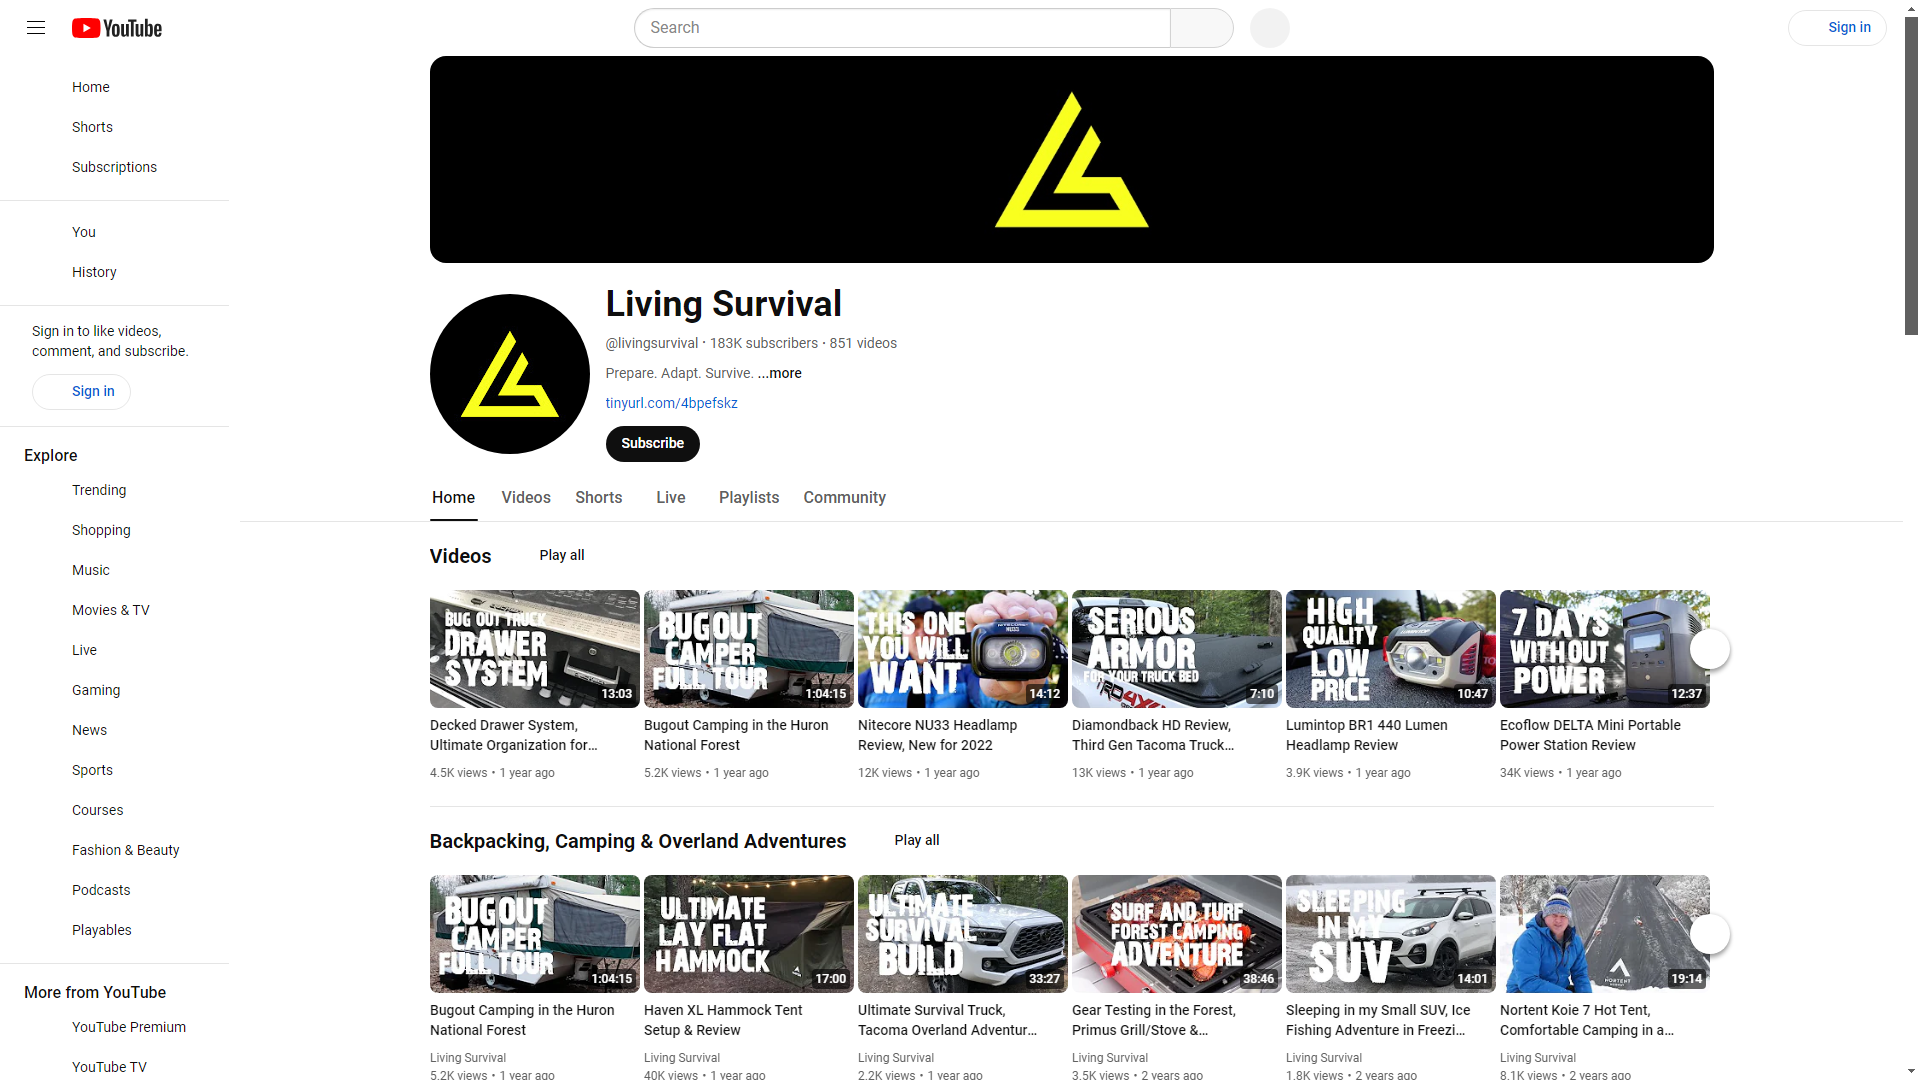 YouTube
Search
Sign in
Home
Shorts
Subscriptions
You
History
Sign in to like videos,
comment, and subscribe.
Sign in
Explore
Trending
Shopping
Music
Movies & TV
Live
Gaming
News
Sports
Courses
Fashion & Beauty
Podcasts
Playables
More from YouTube
YouTube Premium
YouTube TV
Living Survival
@livingsurvival • 183K subscribers • 851 videos
Prepare. Adapt. Survive. ...more
tinyurl.com/4bpefskz
Subscribe
Home Videos Shorts Live Playlists Community
Videos Play all
BUG OUT TRUCK
DRAWER
SYSTEM
13:03
Decked Drawer System,
Ultimate Organization for...
4.5K views • 1 year ago
BUGOUT
CAMPER
FULL TOUR
1:04:15
Bugout Camping in the Huron
National Forest
5.2K views • 1 year ago
THIS ONE
YOU WILL
WANT
NITECORE
NU33
14:12
Nitecore NU33 Headlamp
Review, New for 2022
12K views • 1 year ago
SERIOUS
ARMOR
FOR YOUR TRUCK BED
7:10
Diamondback HD Review,
Third Gen Tacoma Truck...
13K views • 1 year ago
HIGH
QUALITY
LOW
PRICE
10:47
Lumintop BR1 440 Lumen
Headlamp Review
3.9K views • 1 year ago
7 DAYS
WITHOUT
POWER
12:37
Ecoflow DELTA Mini Portable
Power Station Review
34K views • 1 year ago
Backpacking, Camping & Overland Adventures Play all
BUGOUT
CAMPER
FULL TOUR
1:04:15
Bugout Camping in the Huron
National Forest
Living Survival
5.2K views • 1 year ago
ULTIMATE
LAY FLAT
HAMMOCK
17:00
Haven XL Hammock Tent
Setup & Review
Living Survival
40K views • 1 year ago
ULTIMATE
SURVIVAL
BUILD
33:27
Ultimate Survival Truck,
Tacoma Overland Adventur...
Living Survival
2.2K views • 1 year ago
SURF AND TURF
FOREST CAMPING
ADVENTURE
38:46
Gear Testing in the Forest,
Primus Grill/Stove &...
Living Survival
3.5K views • 2 years ago
SLEEPING
IN MY
SUV
14:01
Sleeping in my Small SUV, Ice
Fishing Adventure in Freezi...
Living Survival
1.8K views • 2 years ago
NORTENT
19:14
Nortent Koie 7 Hot Tent,
Comfortable Camping in a...
Living Survival
8.1K views • 2 years ago